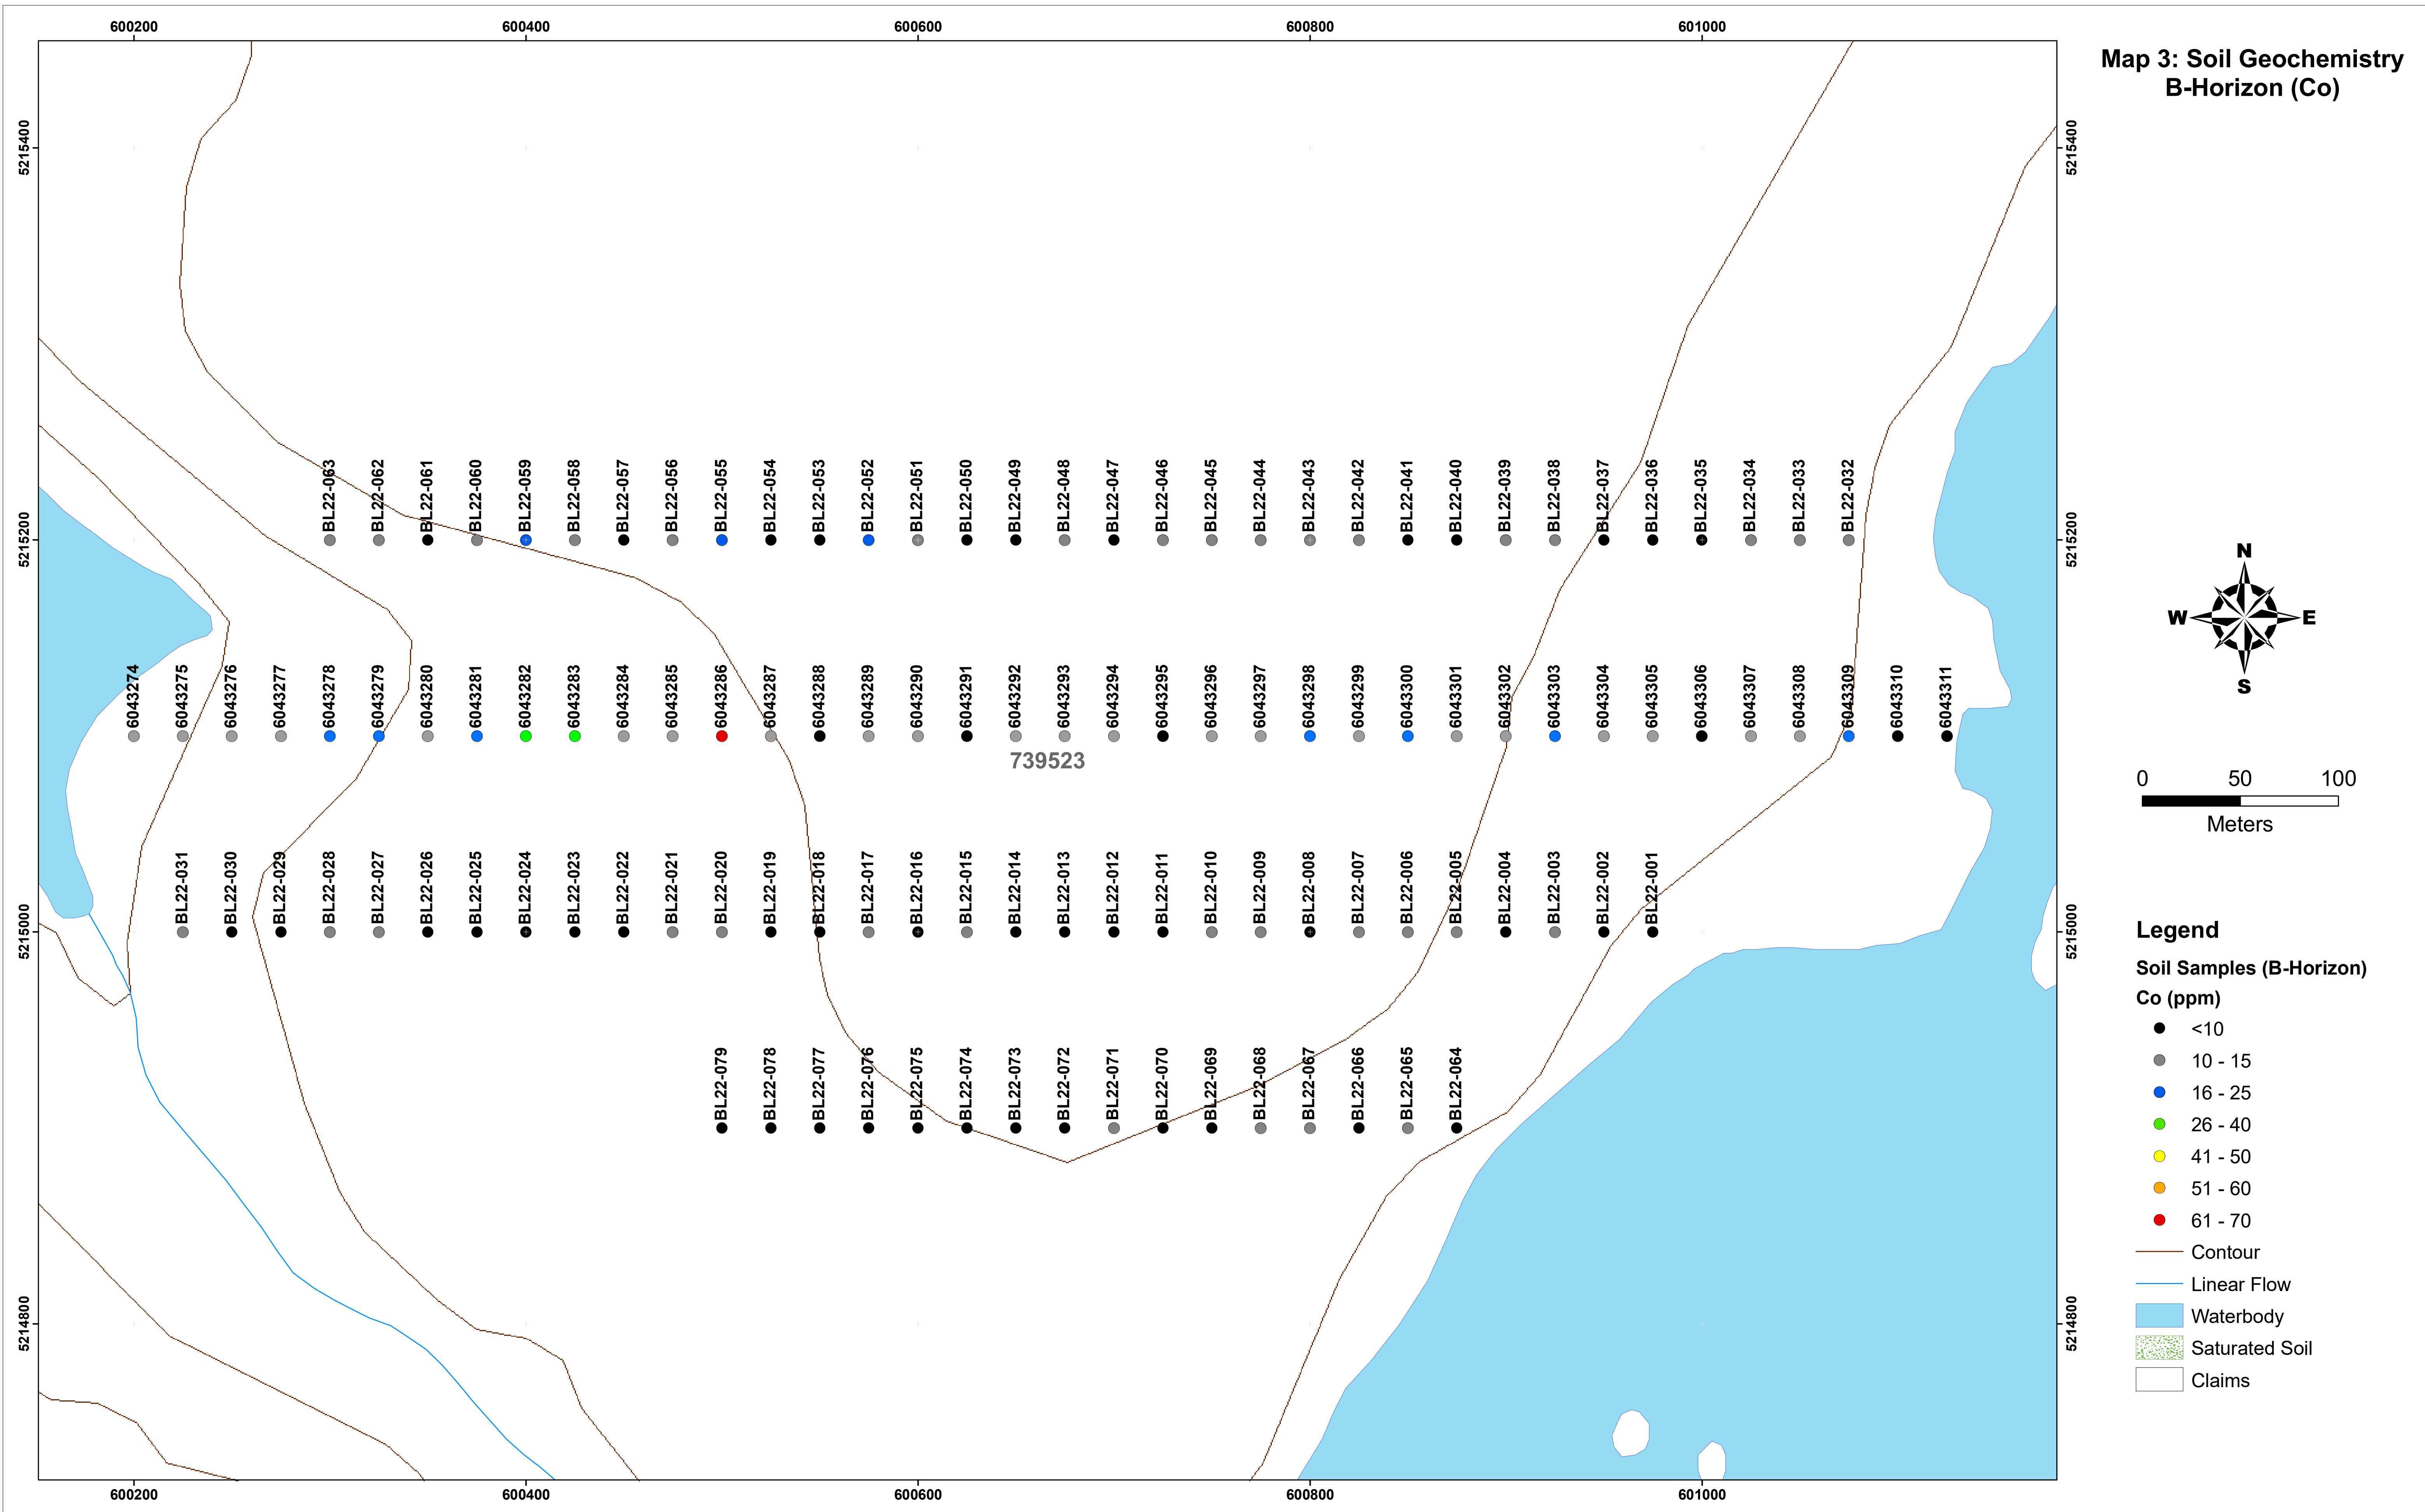 600200 600400 600600 600800 601000
Map 3: Soil Geochemistry
B-Horizon (Co)
5215400 5215400
BL22-063 BL22-062 BL22-061 BL22-060 BL22-059 BL22-058 BL22-057 BL22-056 BL22-055 BL22-054 BL22-053 BL22-052 BL22-051 BL22-050 BL22-049 BL22-048 BL22-047 BL22-046 BL22-045 BL22-044 BL22-043 BL22-042 BL22-041 BL22-040 BL22-039 BL22-038 BL22-037 BL22-036 BL22-035 BL22-034 BL22-033 BL22-032
5215200 5215200
N
W E
S
6043274 6043275 6043276 6043277 6043278 6043279 6043280 6043281 6043282 6043283 6043284 6043285 6043286 6043287 6043288 6043289 6043290 6043291 6043292 6043293 6043294 6043295 6043296 6043297 6043298 6043299 6043300 6043301 6043302 6043303 6043304 6043305 6043306 6043307 6043308 6043309 6043310 6043311
739523
0 50 100
Meters
BL22-031 BL22-030 BL22-029 BL22-028 BL22-027 BL22-026 BL22-025 BL22-024 BL22-023 BL22-022 BL22-021 BL22-020 BL22-019 BL22-018 BL22-017 BL22-016 BL22-015 BL22-014 BL22-013 BL22-012 BL22-011 BL22-010 BL22-009 BL22-008 BL22-007 BL22-006 BL22-005 BL22-004 BL22-003 BL22-002 BL22-001
5215000 5215000
BL22-079 BL22-078 BL22-077 BL22-076 BL22-075 BL22-074 BL22-073 BL22-072 BL22-071 BL22-070 BL22-069 BL22-068 BL22-067 BL22-066 BL22-065 BL22-064
5214800 5214800
Legend
Soil Samples (B-Horizon)
Co (ppm)
<10
10 - 15
16 - 25
26 - 40
41 - 50
51 - 60
61 - 70
Contour
Linear Flow
Waterbody
Saturated Soil
Claims
600200 600400 600600 600800 601000